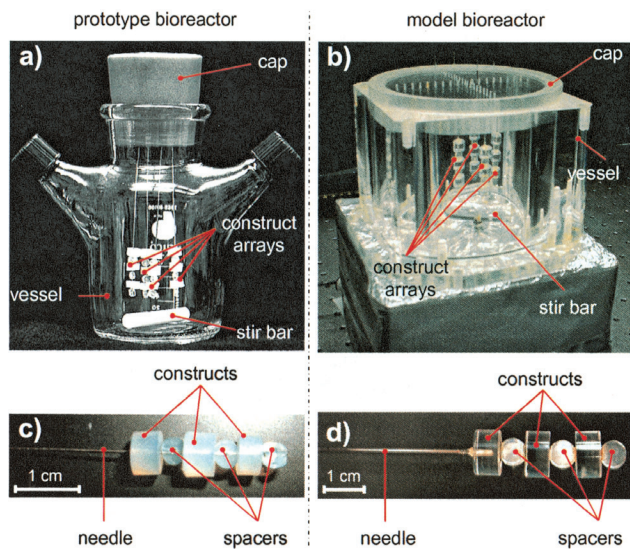 prototype bioreactor
model bioreactor
a)
cap
construct
arrays
vessel
stir bar
b)
cap
vessel
construct
arrays
stir bar
constructs
c)
1 cm
needle
spacers
constructs
d)
1 cm
needle
spacers